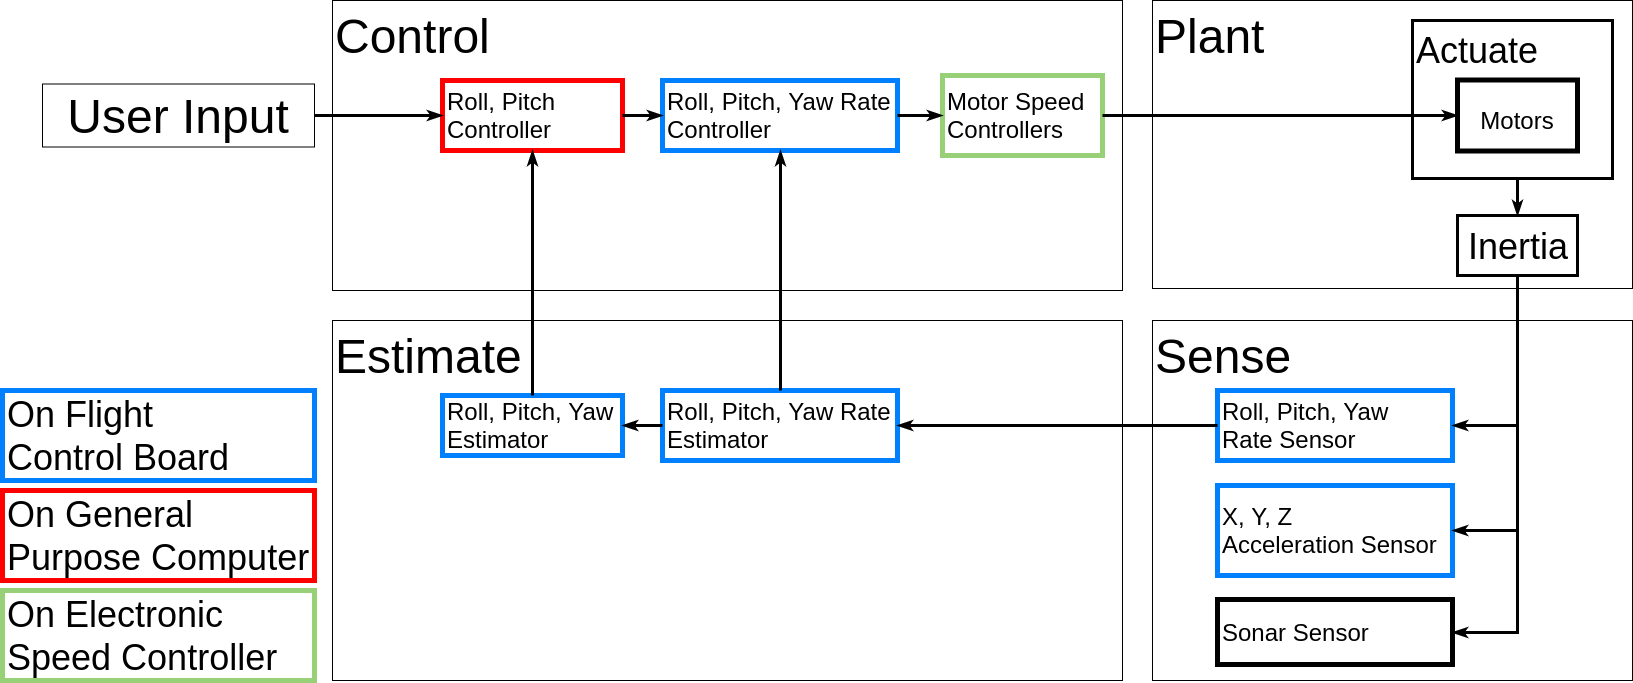 Control
Plant
Actuate
User Input
Roll, Pitch
Controller
Roll, Pitch, Yaw Rate
Controller
Motor Speed
Controllers
Motors
Inertia
Estimate
Sense
Roll, Pitch, Yaw
Estimator
Roll, Pitch, Yaw Rate
Estimator
Roll, Pitch, Yaw
Rate Sensor
X, Y, Z
Acceleration Sensor
Sonar Sensor
On Flight
Control Board
On General
Purpose Computer
On Electronic
Speed Controller